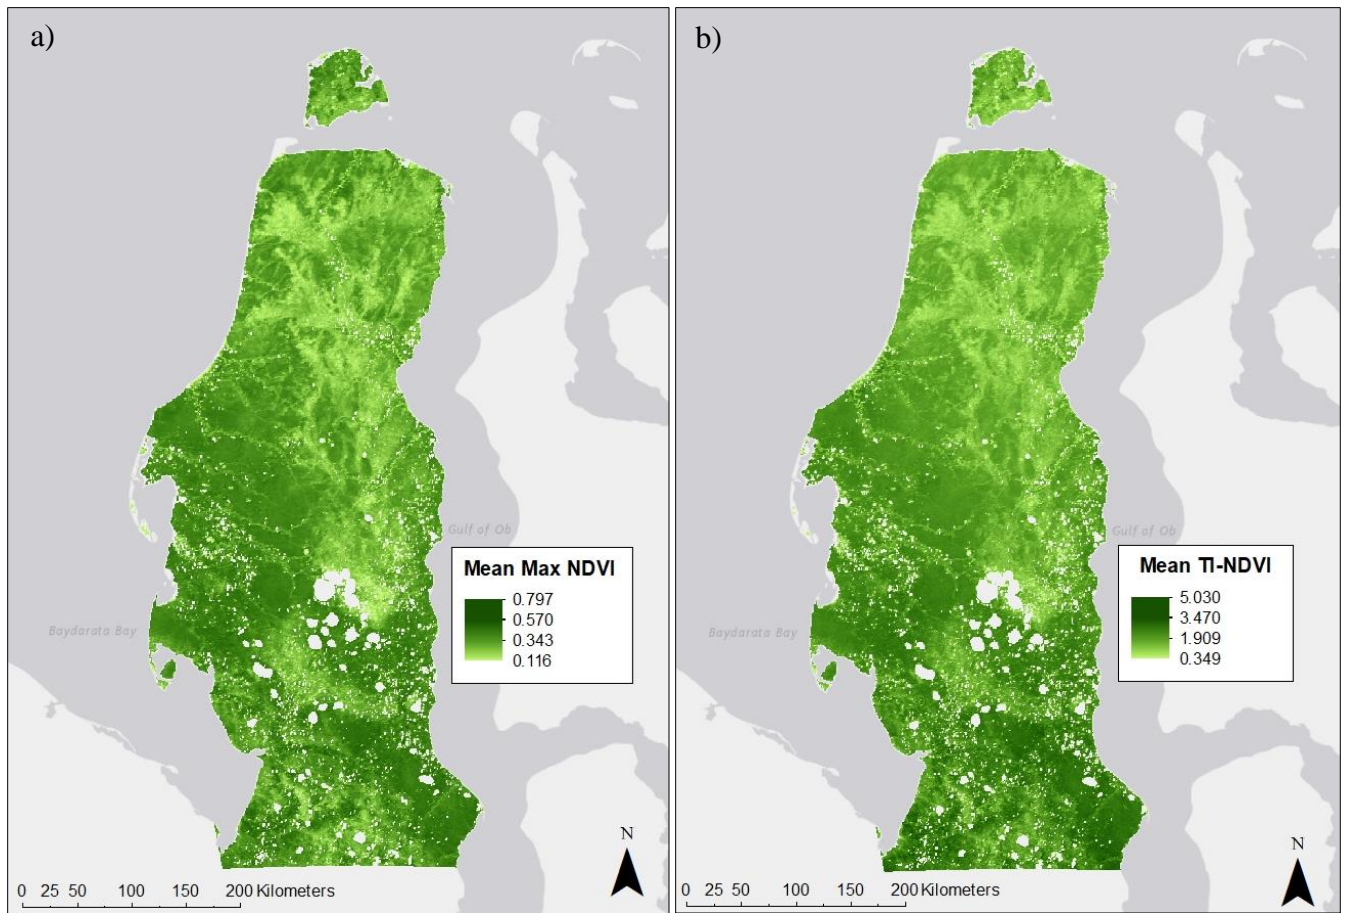 a)
Gulf of Ob
Mean Max NDVI
0.797
0.570
0.343
0.116
Baydarata Bay
N
0 25 50 100 150 200 Kilometers
b)
Gulf of Ob
Mean TI-NDVI
5.030
3.470
1.909
0.349
Baydarata Bay
N
0 25 50 100 150 200 Kilometers